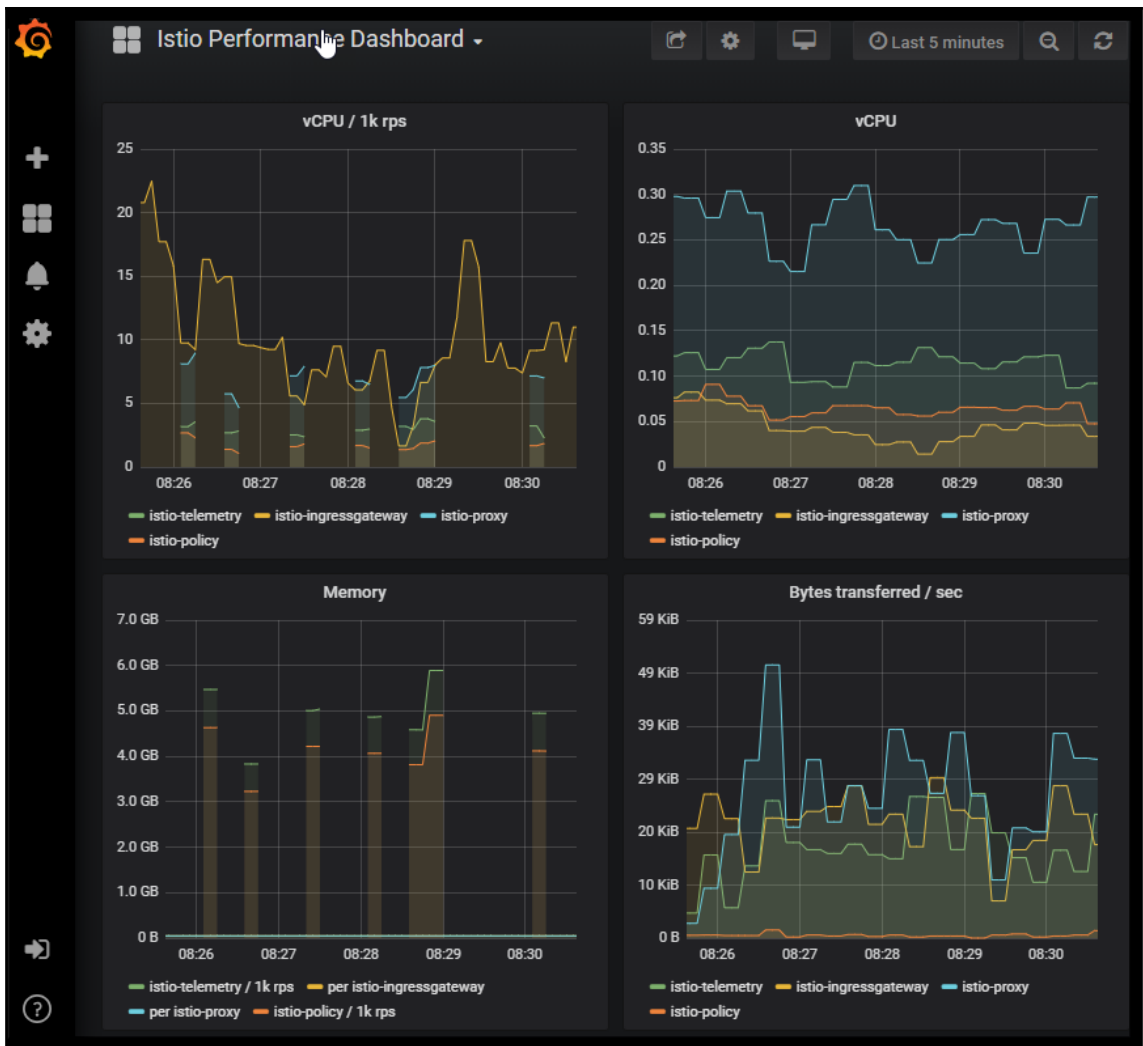 Istio Performance Dashboard
Last 5 minutes
vCPU / 1k rps
25
20
15
10
5
0
08:26 08:27 08:28 08:29 08:30
istio-telemetry istio-ingressgateway istio-proxy
istio-policy
vCPU
0.35
0.30
0.25
0.20
0.15
0.10
0.05
0
08:26 08:27 08:28 08:29 08:30
istio-telemetry istio-ingressgateway istio-proxy
istio-policy
Memory
7.0 GB
6.0 GB
5.0 GB
4.0 GB
3.0 GB
2.0 GB
1.0 GB
0 B
08:26 08:27 08:28 08:29 08:30
istio-telemetry / 1k rps per istio-ingressgateway
per istio-proxy istio-policy / 1k rps
Bytes transferred / sec
59 KiB
49 KiB
39 KiB
29 KiB
20 KiB
10 KiB
0 B
08:26 08:27 08:28 08:29 08:30
istio-telemetry istio-ingressgateway istio-proxy
istio-policy